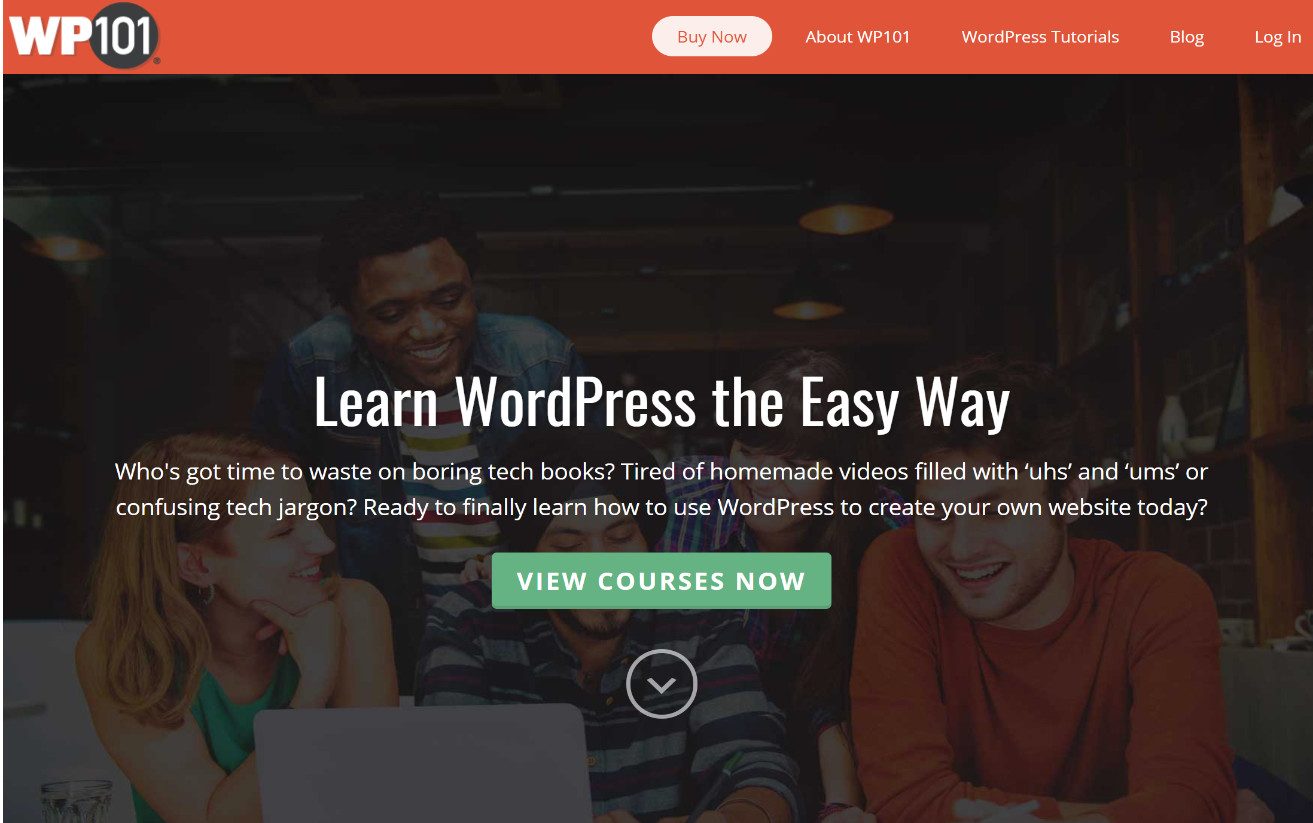 WP101®
Buy Now
About WP101
WordPress Tutorials
Blog
Log In
Learn WordPress the Easy Way
Who's got time to waste on boring tech books? Tired of homemade videos filled with ‘uhs’ and ‘ums’ or
confusing tech jargon? Ready to finally learn how to use WordPress to create your own website today?
VIEW COURSES NOW